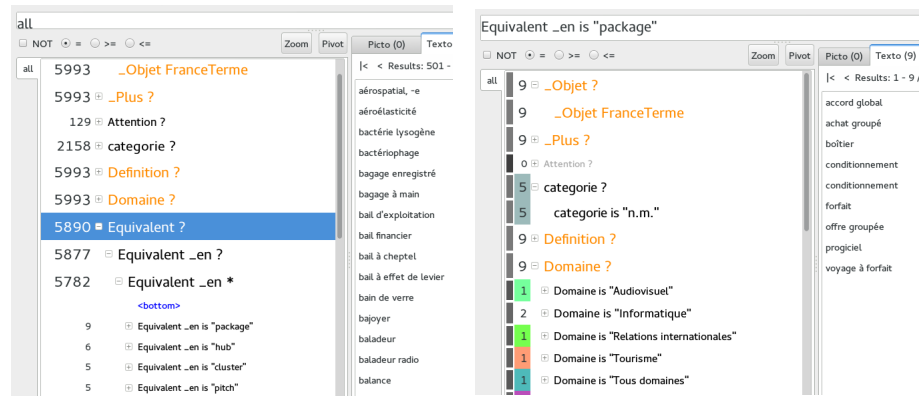 all
NOT = >= <= Zoom Pivot Picto (0) Texto
all
|< < Results: 501 -
5993 _Objet FranceTerme
5993 _Plus ?
129 Attention ?
2158 categorie ?
5993 Definition ?
5993 Domaine ?
5890 Equivalent ?
5877 Equivalent _en ?
5782 Equivalent _en *
<bottom>
9 Equivalent _en is "package"
6 Equivalent _en is "hub"
5 Equivalent _en is "cluster"
5 Equivalent _en is "pitch"
aérospatial, -e
aéroélasticité
bactérie lysogène
bactériophage
bagage enregistré
bagage à main
bail d'exploitation
bail financier
bail à cheptel
bail à effet de levier
bain de verre
bajoyer
baladeur
baladeur radio
balance
Equivalent _en is "package"
NOT = >= <= Zoom Pivot Picto (0) Texto (9)
all
|< < Results: 1 - 9 /
9 _Objet ?
9 _Objet FranceTerme
9 _Plus ?
0 Attention ?
5 categorie ?
5 categorie is "n.m."
9 Definition ?
9 Domaine ?
1 Domaine is "Audiovisuel"
2 Domaine is "Informatique"
1 Domaine is "Relations internationales"
1 Domaine is "Tourisme"
1 Domaine is "Tous domaines"
accord global
achat groupé
boîtier
conditionnement
conditionnement
forfait
offre groupée
progiciel
voyage à forfait